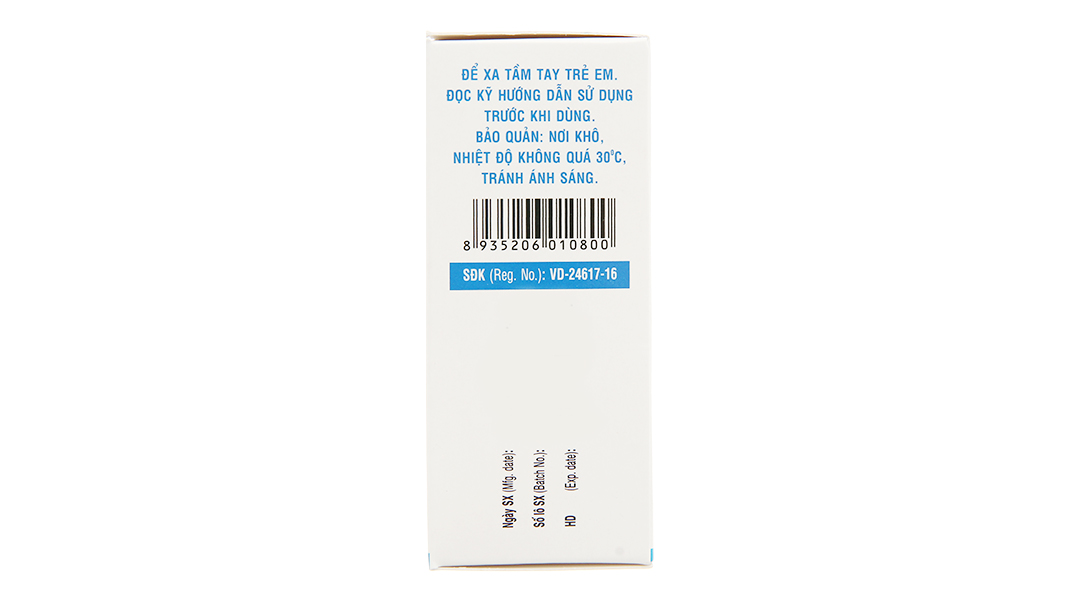 ĐỂ XA TẦM TAY TRẺ EM.
ĐỌC KỸ HƯỚNG DẪN SỬ DỤNG
TRƯỚC KHI DÙNG.
BẢO QUẢN: NƠI KHÔ,
NHIỆT ĐỘ KHÔNG QUÁ 30⁰C,
TRÁNH ÁNH SÁNG.
8 935206 010800
SĐK (Reg. No.): VD-24617-16
Ngày SX (Mfg. date):
Số lô SX (Batch No.):
HD (Exp. date):